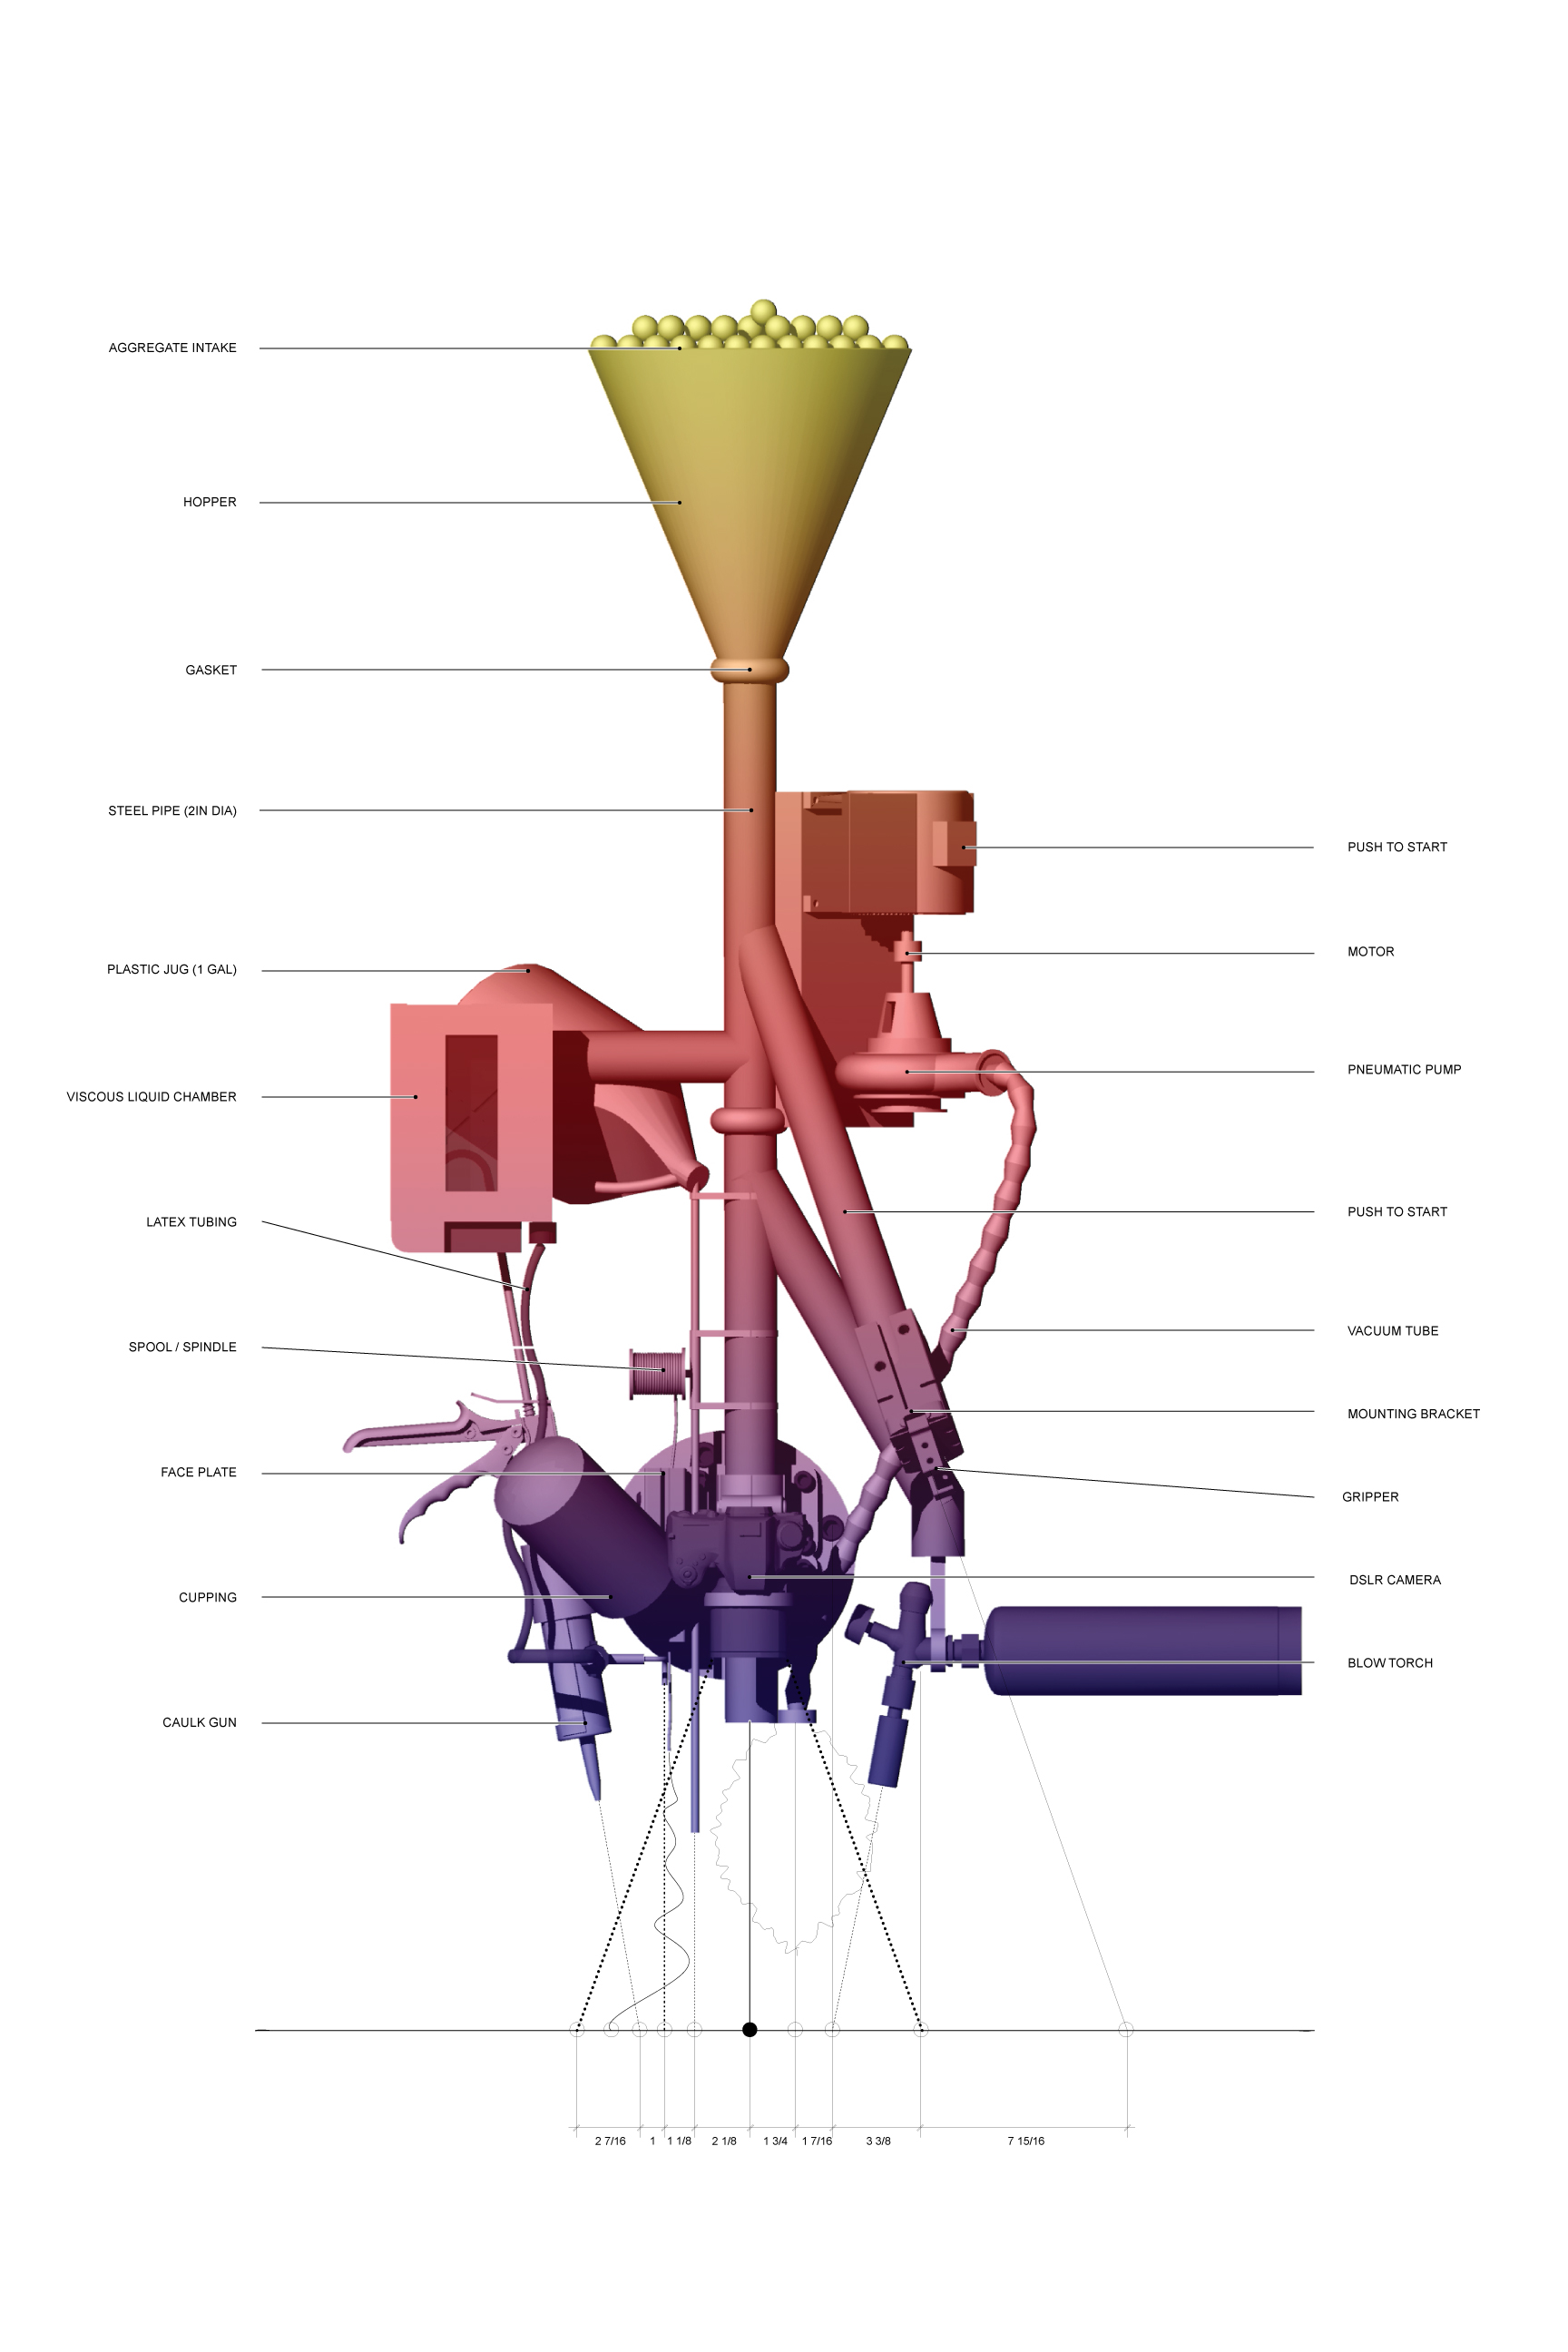 AGGREGATE INTAKE
HOPPER
GASKET
STEEL PIPE (2IN DIA)
PUSH TO START
MOTOR
PLASTIC JUG (1 GAL)
PNEUMATIC PUMP
VISCOUS LIQUID CHAMBER
PUSH TO START
LATEX TUBING
VACUUM TUBE
SPOOL / SPINDLE
MOUNTING BRACKET
FACE PLATE
GRIPPER
DSLR CAMERA
CUPPING
BLOW TORCH
CAULK GUN
2 7/16 1 1 1/8 2 1/8 1 3/4 1 7/16 3 3/8 7 15/16